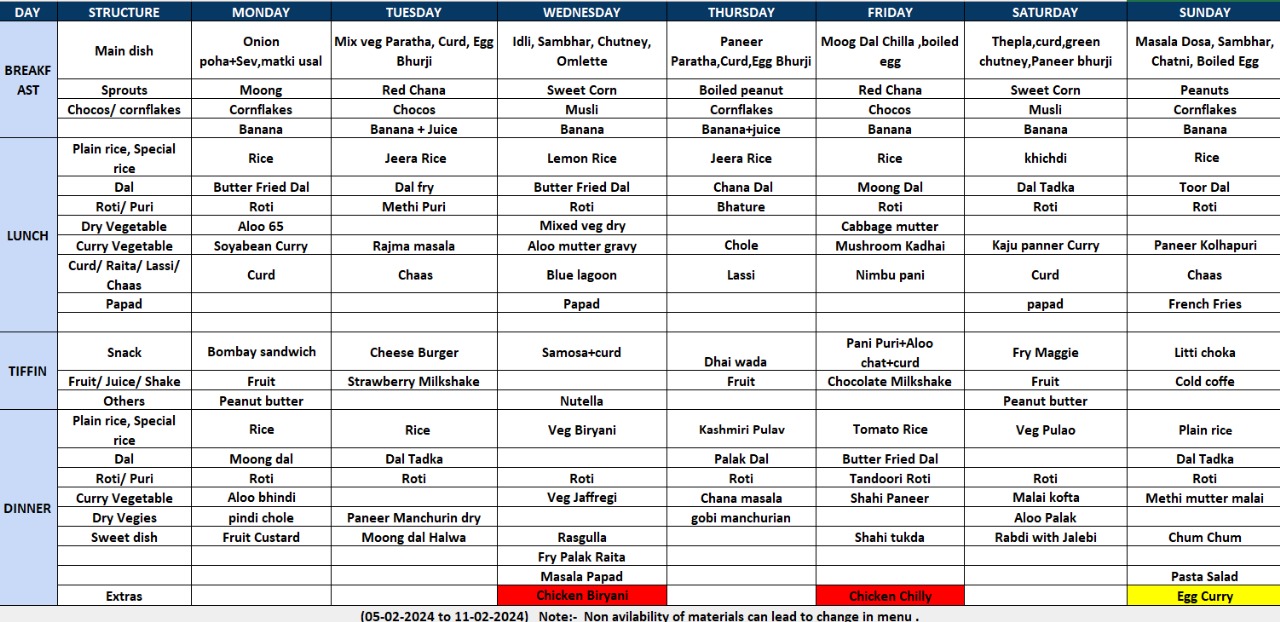 DAY STRUCTURE MONDAY TUESDAY WEDNESDAY THURSDAY FRIDAY SATURDAY SUNDAY
BREAKF AST
Main dish
Onion poha+Sev,matki usal
Mix veg Paratha, Curd, Egg Bhurji
Idli, Sambhar, Chutney, Omlette
Paneer Paratha,Curd,Egg Bhurji
Moog Dal Chilla ,boiled egg
Thepla,curd,green chutney,Paneer bhurji
Masala Dosa, Sambhar, Chatni, Boiled Egg
Sprouts Moong Red Chana Sweet Corn Boiled peanut Red Chana Sweet Corn Peanuts
Chocos/ cornflakes Cornflakes Chocos Musli Cornflakes Chocos Musli Cornflakes
Banana Banana + Juice Banana Banana+juice Banana Banana Banana
LUNCH
Plain rice, Special rice Rice Jeera Rice Lemon Rice Jeera Rice Rice khichdi Rice
Dal Butter Fried Dal Dal fry Butter Fried Dal Chana Dal Moong Dal Dal Tadka Toor Dal
Roti/ Puri Roti Methi Puri Roti Bhature Roti Roti Roti
Dry Vegetable Aloo 65 Mixed veg dry Cabbage mutter
Curry Vegetable Soyabean Curry Rajma masala Aloo mutter gravy Chole Mushroom Kadhai Kaju panner Curry Paneer Kolhapuri
Curd/ Raita/ Lassi/ Chaas Curd Chaas Blue lagoon Lassi Nimbu pani Curd Chaas
Papad Papad papad French Fries
TIFFIN
Snack Bombay sandwich Cheese Burger Samosa+curd Dhai wada Pani Puri+Aloo chat+curd Fry Maggie Litti choka
Fruit/ Juice/ Shake Fruit Strawberry Milkshake Fruit Chocolate Milkshake Fruit Cold coffe
Others Peanut butter Nutella Peanut butter
DINNER
Plain rice, Special rice Rice Rice Veg Biryani Kashmiri Pulav Tomato Rice Veg Pulao Plain rice
Dal Moong dal Dal Tadka Palak Dal Butter Fried Dal Dal Tadka
Roti/ Puri Roti Roti Roti Roti Tandoori Roti Roti Roti
Curry Vegetable Aloo bhindi Veg Jaffregi Chana masala Shahi Paneer Malai kofta Methi mutter malai
Dry Vegies pindi chole Paneer Manchurin dry gobi manchurian Aloo Palak
Sweet dish Fruit Custard Moong dal Halwa Rasgulla Shahi tukda Rabdi with Jalebi Chum Chum
Fry Palak Raita
Masala Papad Pasta Salad
Extras Chicken Biryani Chicken Chilly Egg Curry
(05-02-2024 to 11-02-2024) Note:- Non avilability of materials can lead to change in menu .